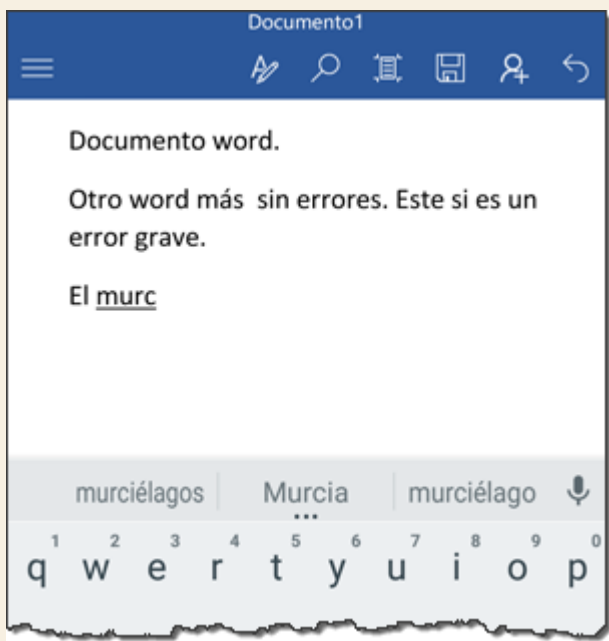 Documento1
Documento word.
Otro word más  sin errores. Este si es un
error grave.
El murc
murciélagos Murcia murciélago
1 2 3 4 5 6 7 8 9 0
q w e r t y u i o p